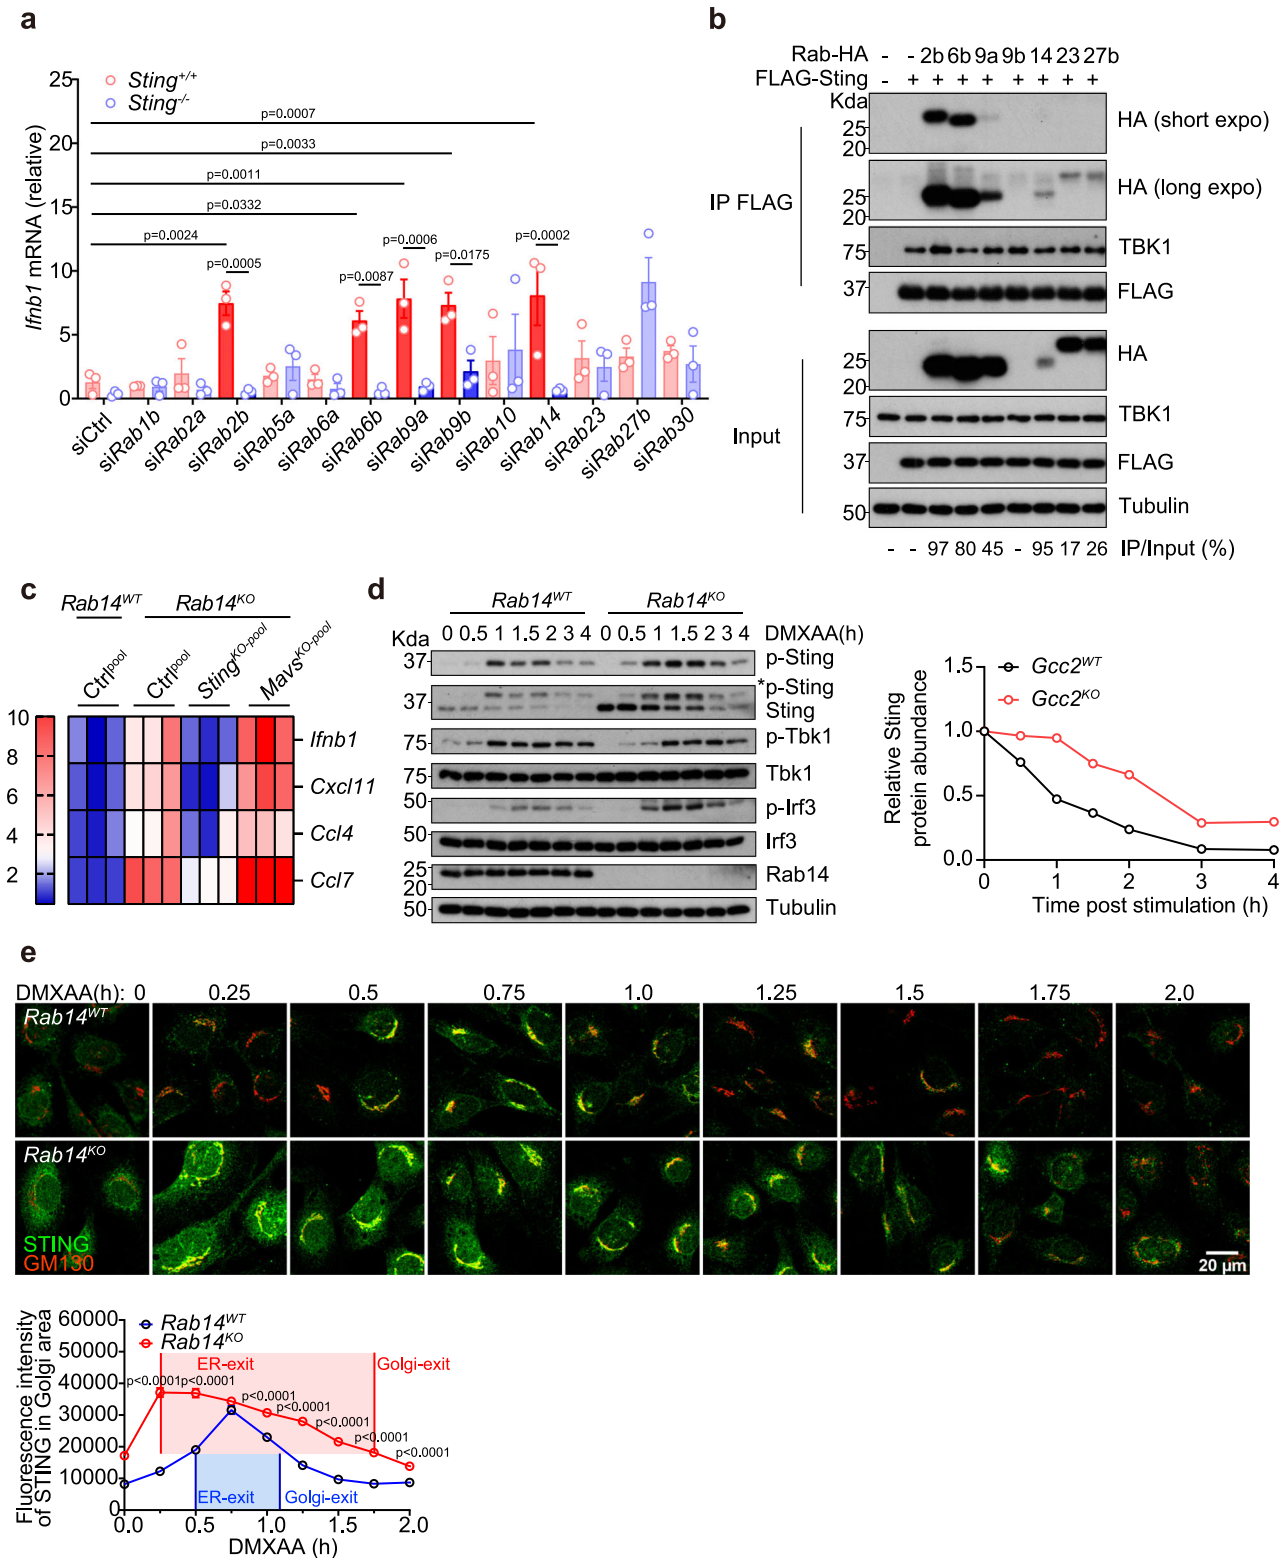 a
Ifnb1 mRNA (relative)
25
20
15
10
5
0
Sting+/+
Sting-/-
p=0.0007
p=0.0033
p=0.0011
p=0.0332
p=0.0024
p=0.0005
p=0.0087
p=0.0006
p=0.0175
p=0.0002
siCtrl
siRab1b
siRab2a
siRab2b
siRab5a
siRab6a
siRab6b
siRab9a
siRab9b
siRab10
siRab14
siRab23
siRab27b
siRab30
b
Rab-HA - - 2b 6b 9a 9b 14 23 27b
FLAG-Sting - + + + + + + + +
Kda
IP FLAG
25
20
HA (short expo)
25
20
HA (long expo)
75
TBK1
37
FLAG
Input
25
20
HA
75
TBK1
37
FLAG
50
Tubulin
- - 97 80 45 - 95 17 26 IP/Input (%)
c
Rab14WT
Rab14KO
Ctrlpool
Ctrlpool
StingKO-pool
MavsKO-pool
10
8
6
4
2
Ifnb1
Cxcl11
Ccl4
Ccl7
d
Rab14WT
Rab14KO
Kda
0 0.5 1 1.5 2 3 4 0 0.5 1 1.5 2 3 4 DMXAA(h)
37
p-Sting
37
*p-Sting
Sting
75
p-Tbk1
75
Tbk1
50
p-Irf3
50
Irf3
25
20
Rab14
50
Tubulin
Relative Sting
protein abundance
1.5
1.0
0.5
0.0
Gcc2WT
Gcc2KO
0 1 2 3 4
Time post stimulation (h)
e
DMXAA(h): 0 0.25 0.5 0.75 1.0 1.25 1.5 1.75 2.0
Rab14WT
Rab14KO
STING
GM130
20 μm
Fluorescence intensity
of STING in Golgi area
60000
50000
40000
30000
20000
10000
0
Rab14WT
Rab14KO
ER-exit
Golgi-exit
p<0.0001
p<0.0001
p<0.0001
p<0.0001
p<0.0001
p<0.0001
p<0.0001
ER-exit
Golgi-exit
0.0 0.5 1.0 1.5 2.0
DMXAA (h)